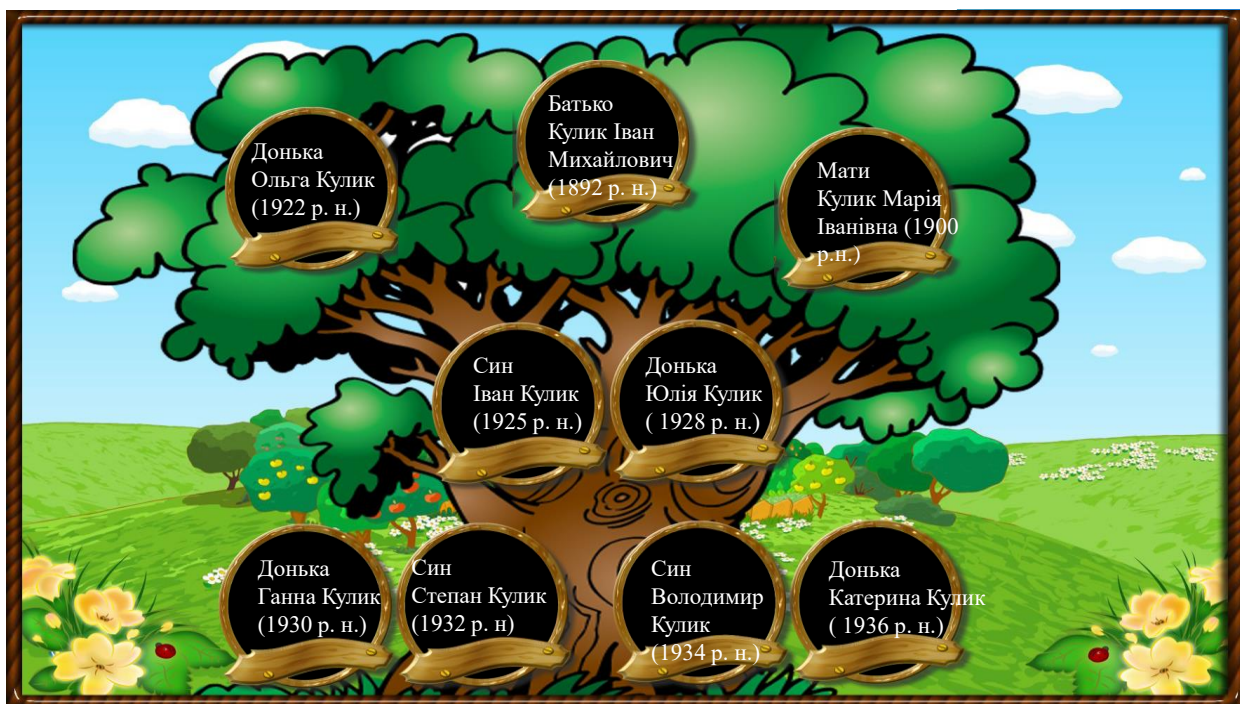 Батько
Кулик Іван
Михайлович
(1892 р. н.)
Донька
Ольга Кулик
(1922 р. н.)
Мати
Кулик Марія
Іванівна (1900
р.н.)
Син
Іван Кулик
(1925 р. н.)
Донька
Юлія Кулик
( 1928 р. н.)
Донька
Ганна Кулик
(1930 р. н.)
Син
Степан Кулик
(1932 р. н)
Син
Володимир
Кулик
(1934 р. н.)
Донька
Катерина Кулик
( 1936 р. н.)